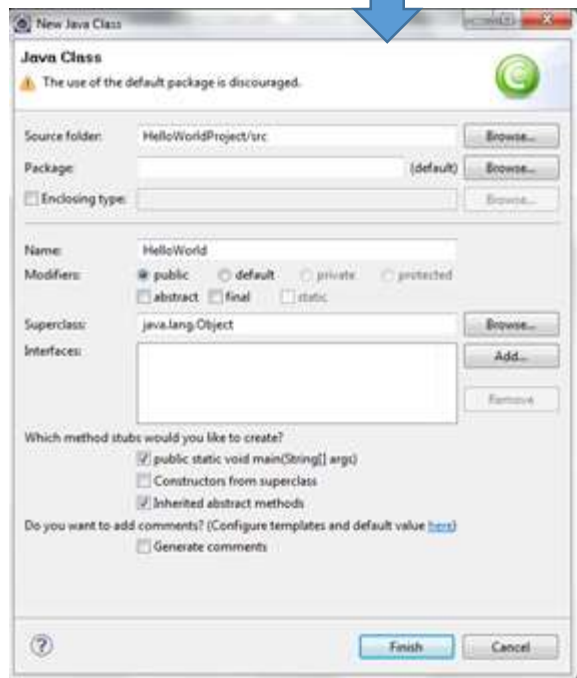 New Java Class
Java Class
The use of the default package is discouraged.
Source folder: HelloWorldProject/src Browse...
Package: (default) Browse...
Enclosing type: Browse...
Name: HelloWorld
Modifiers: public default private protected
abstract final static
Superclass: java.lang.Object Browse...
Interfaces: Add...
Remove
Which method stubs would you like to create?
public static void main(String[] args)
Constructors from superclass
Inherited abstract methods
Do you want to add comments? (Configure templates and default value here)
Generate comments
Finish Cancel